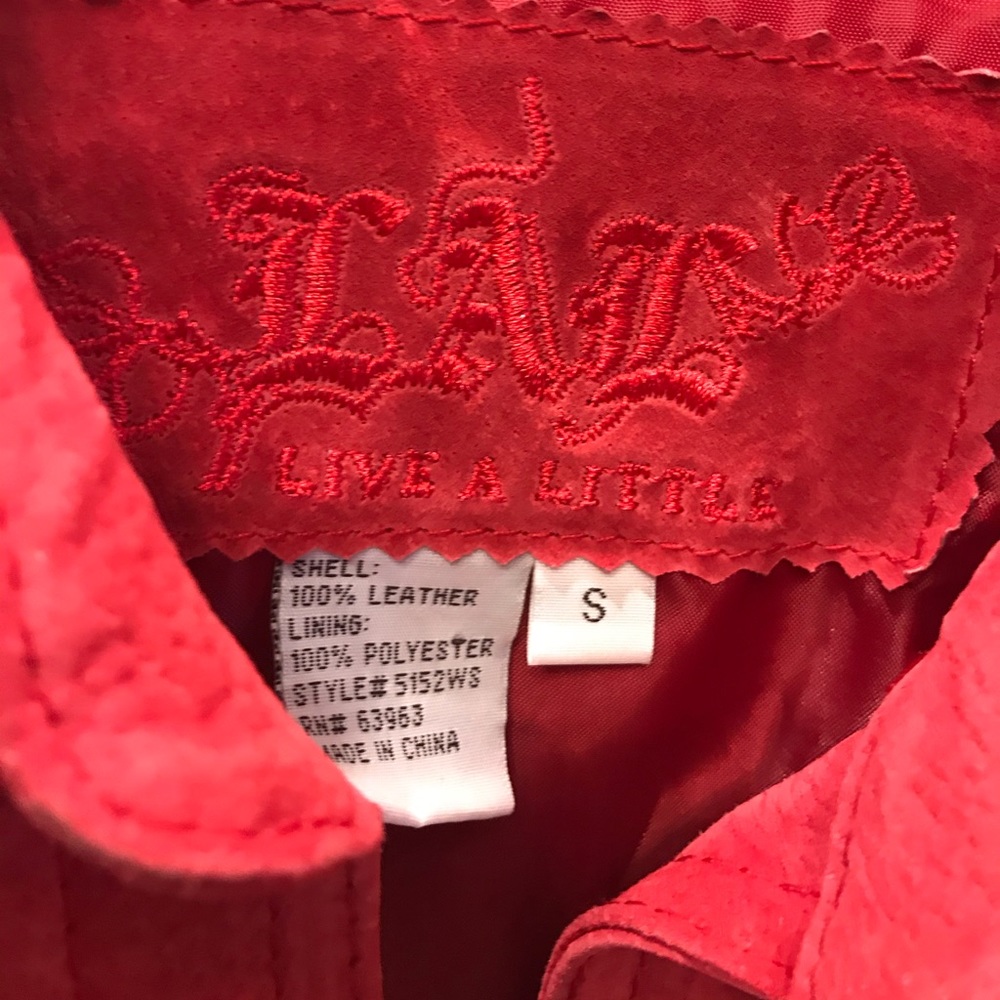 LAL
LIVE A LITTLE
SHELL:
100% LEATHER
LINING:
100% POLYESTER
STYLE# 5152WS
RN# 63963
MADE IN CHINA
S